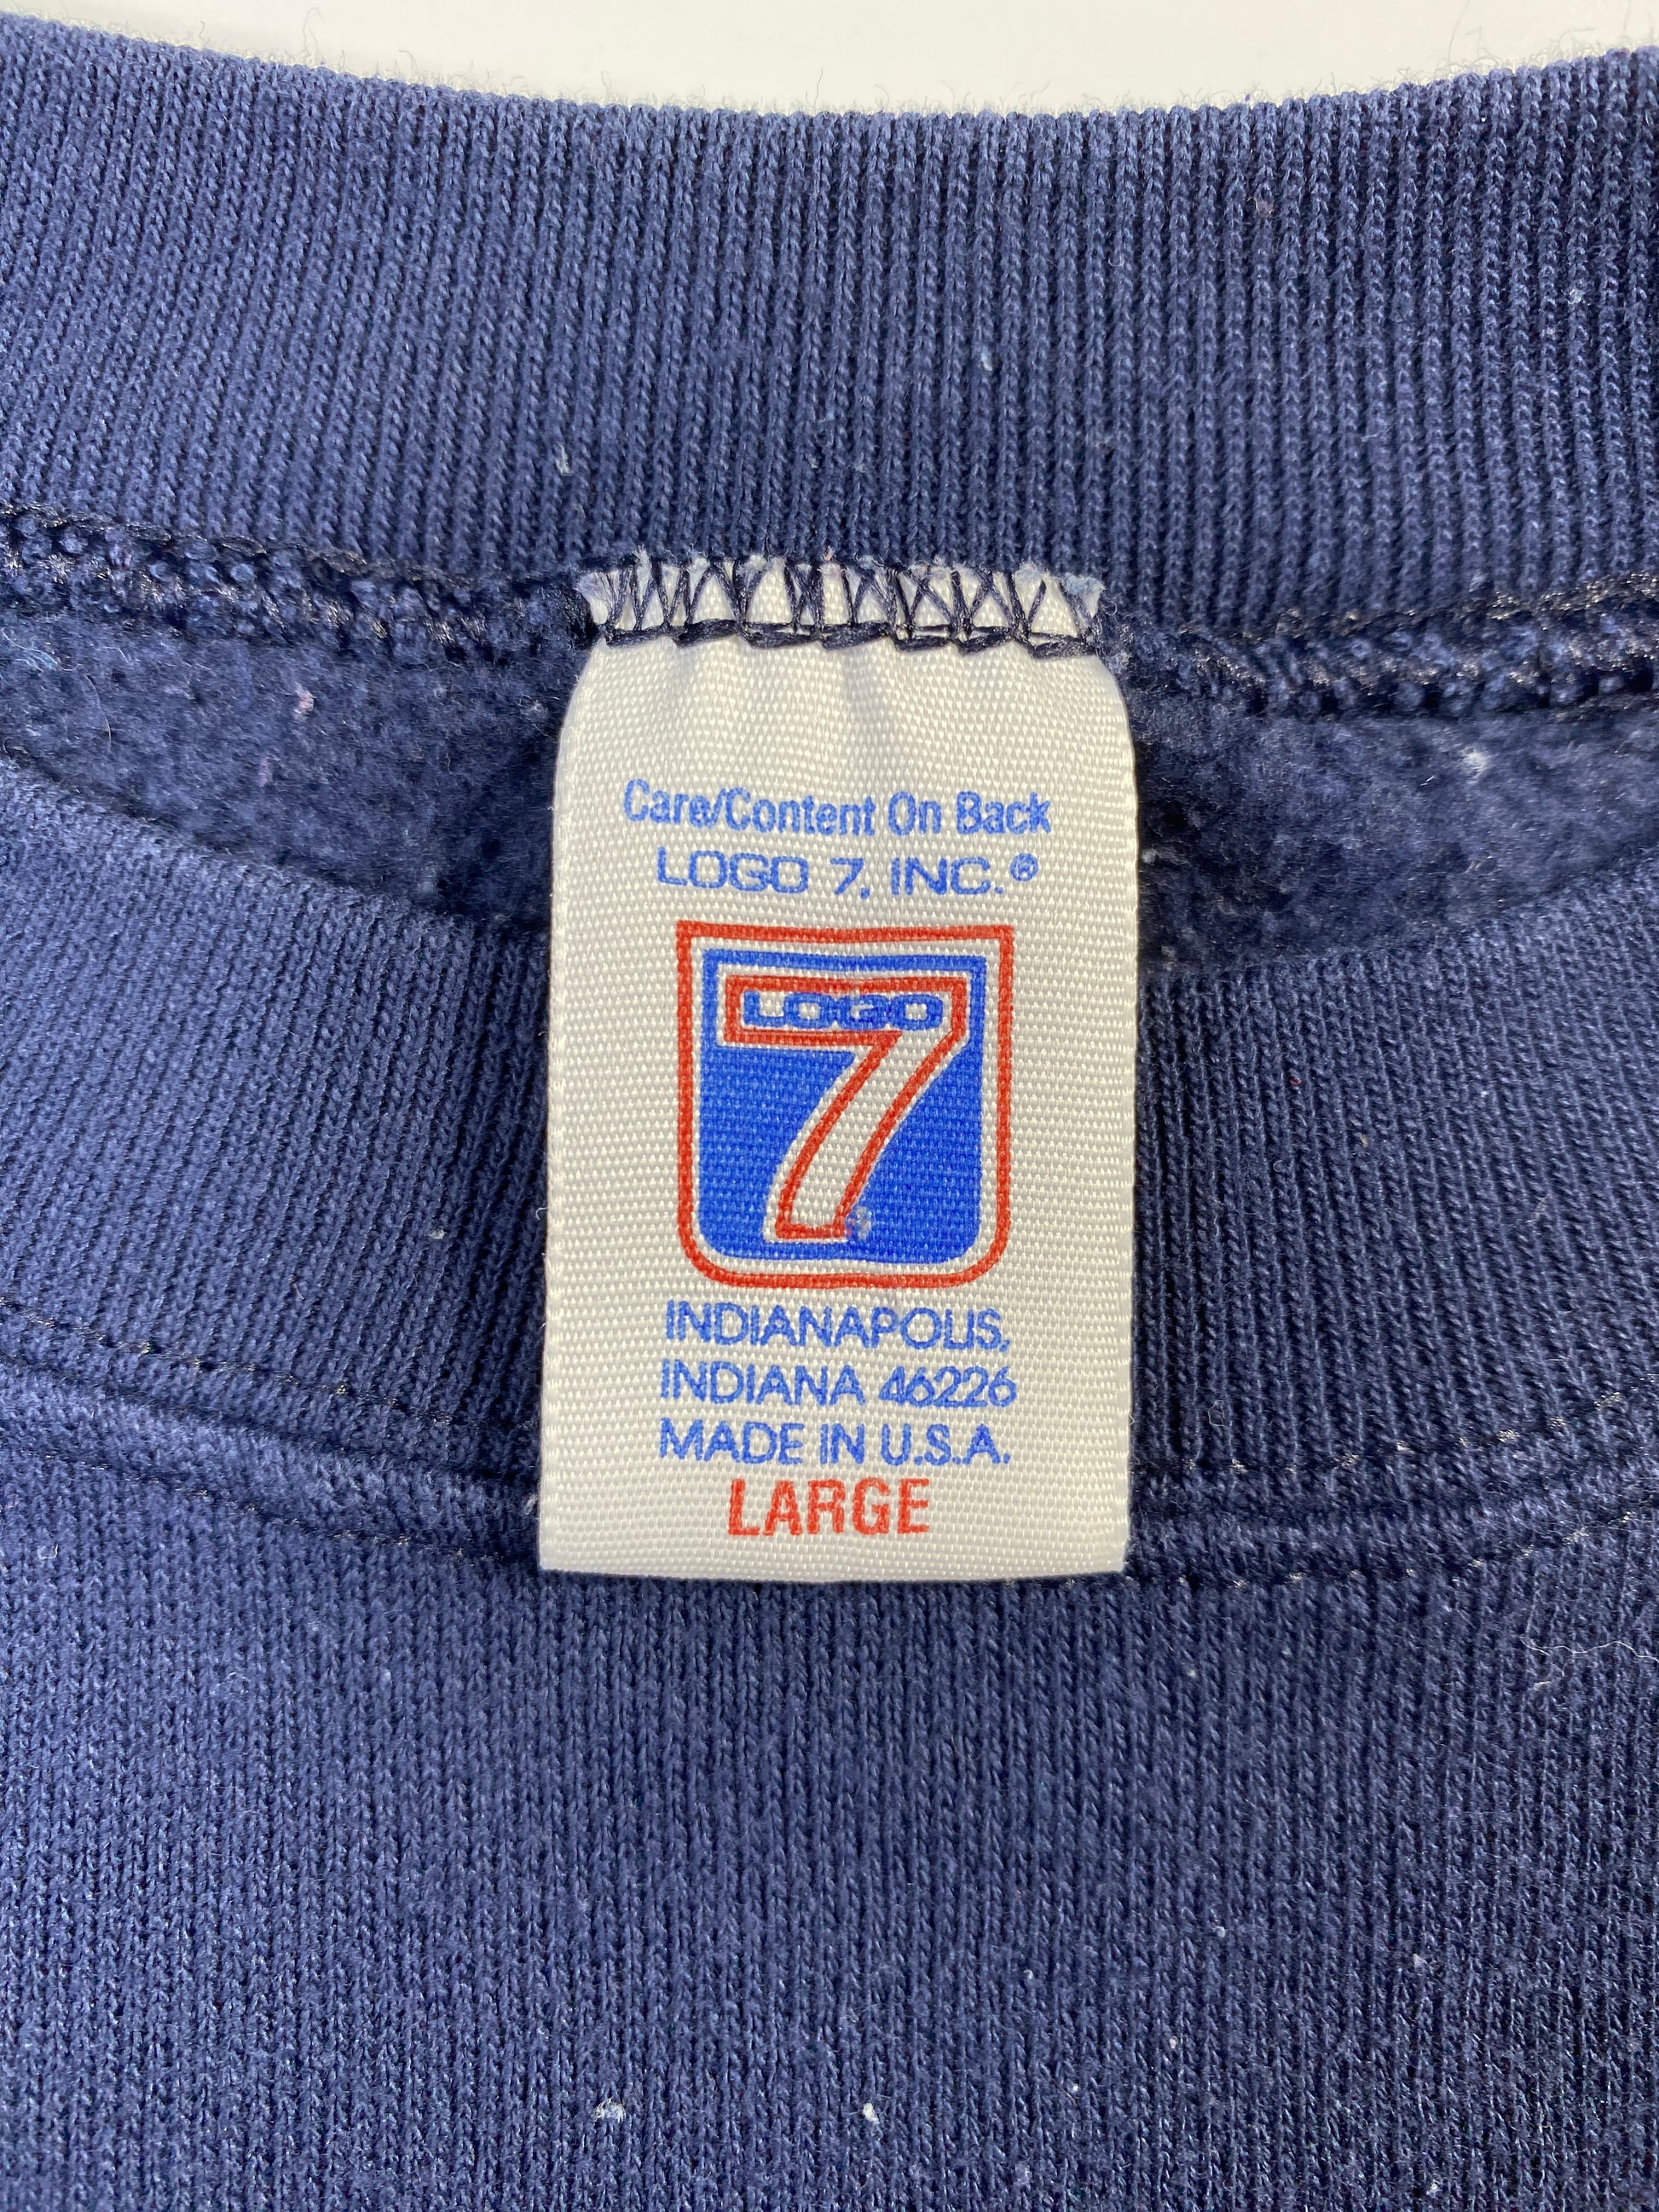 Care/Content On Back
LOGO 7, INC.®
LOGO
7®
INDIANAPOLIS,
INDIANA 46226
MADE IN U.S.A.
LARGE